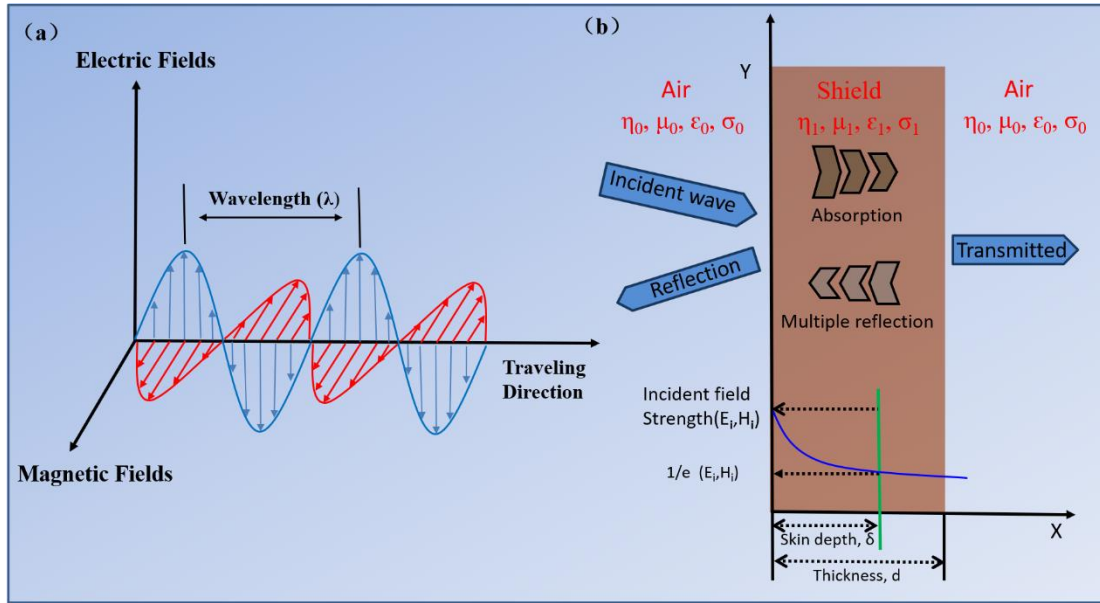 （a）
Electric Fields
Wavelength (λ)
Traveling
Direction
Magnetic Fields
（b）
Y
Air
η₀, μ₀, ε₀, σ₀
Shield
η₁, μ₁, ε₁, σ₁
Air
η₀, μ₀, ε₀, σ₀
Incident wave
Absorption
Reflection
Transmitted
Multiple reflection
Incident field
Strength(Eᵢ,Hᵢ)
1/e (Eᵢ,Hᵢ)
X
Skin depth, δ
Thickness, d